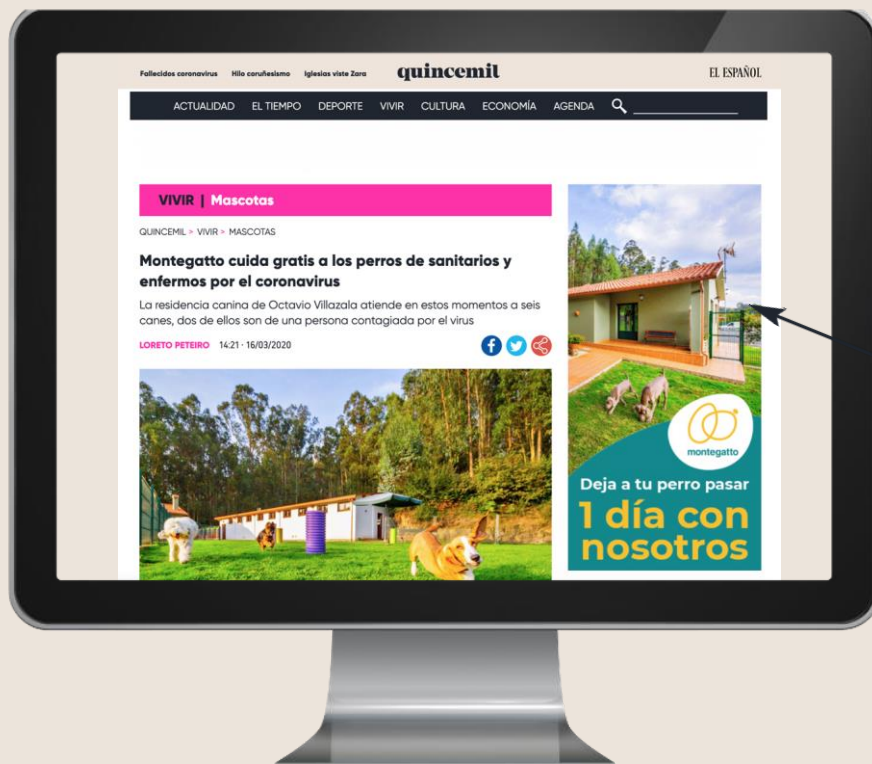 Fallecidos coronavirus Hilo coruñesismo Iglesias viste Zara quincemil EL ESPAÑOL
ACTUALIDAD EL TIEMPO DEPORTE VIVIR CULTURA ECONOMÍA AGENDA
VIVIR | Mascotas
QUINCEMIL > VIVIR > MASCOTAS
Montegatto cuida gratis a los perros de sanitarios y
enfermos por el coronavirus
La residencia canina de Octavio Villazala atiende en estos momentos a seis
canes, dos de ellos son de una persona contagiada por el virus
LORETO PETEIRO 14:21 · 16/03/2020
montegatto
Deja a tu perro pasar
1 día con
nosotros